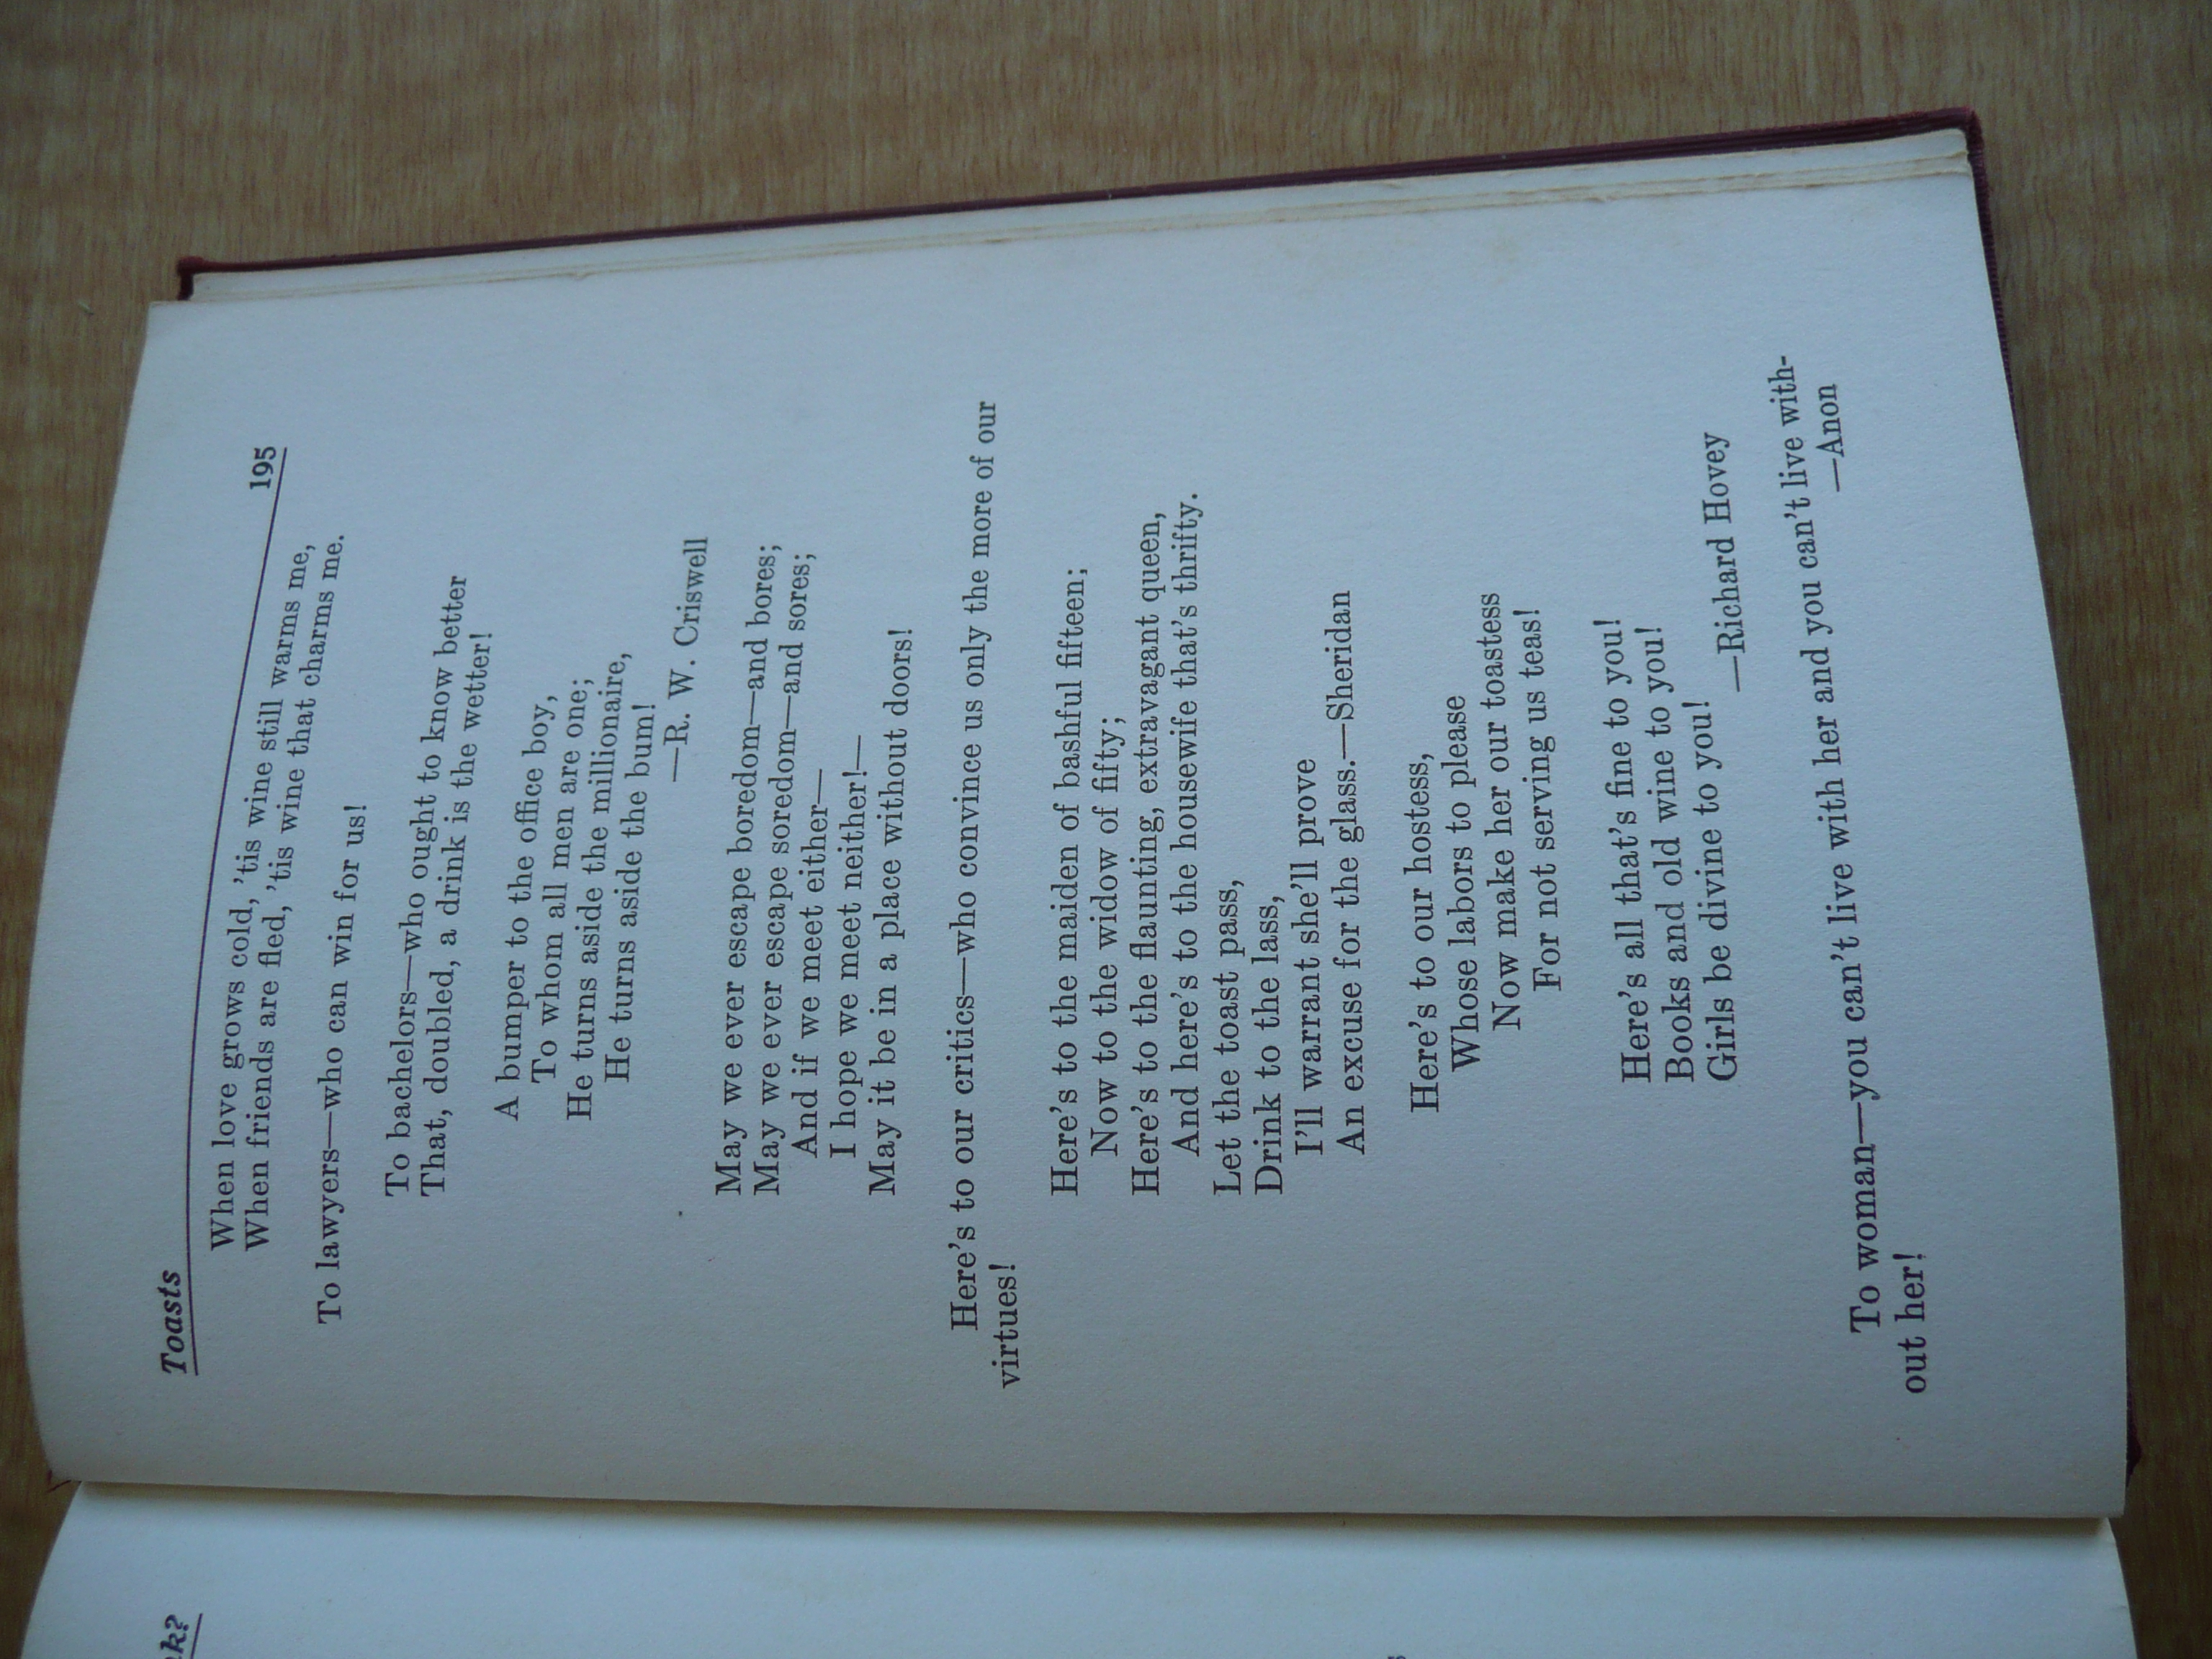 nk?
Toasts 195
When love grows cold, 'tis wine still warms me,
When friends are fled, 'tis wine that charms me.
To lawyers—who can win for us!
To bachelors—who ought to know better
That, doubled, a drink is the wetter!
A bumper to the office boy,
To whom all men are one;
He turns aside the millionaire,
He turns aside the bum!
—R. W. Criswell
May we ever escape boredom—and bores;
May we ever escape soredom—and sores;
And if we meet either—
I hope we meet neither!—
May it be in a place without doors!
Here's to our critics—who convince us only the more of our
virtues!
Here's to the maiden of bashful fifteen;
Now to the widow of fifty;
Here's to the flaunting, extravagant queen,
And here's to the housewife that's thrifty.
Let the toast pass,
Drink to the lass,
I'll warrant she'll prove
An excuse for the glass.—Sheridan
Here's to our hostess,
Whose labors to please
Now make her our toastess
For not serving us teas!
Here's all that's fine to you!
Books and old wine to you!
Girls be divine to you!
—Richard Hovey
To woman—you can't live with her and you can't live with-
out her! —Anon